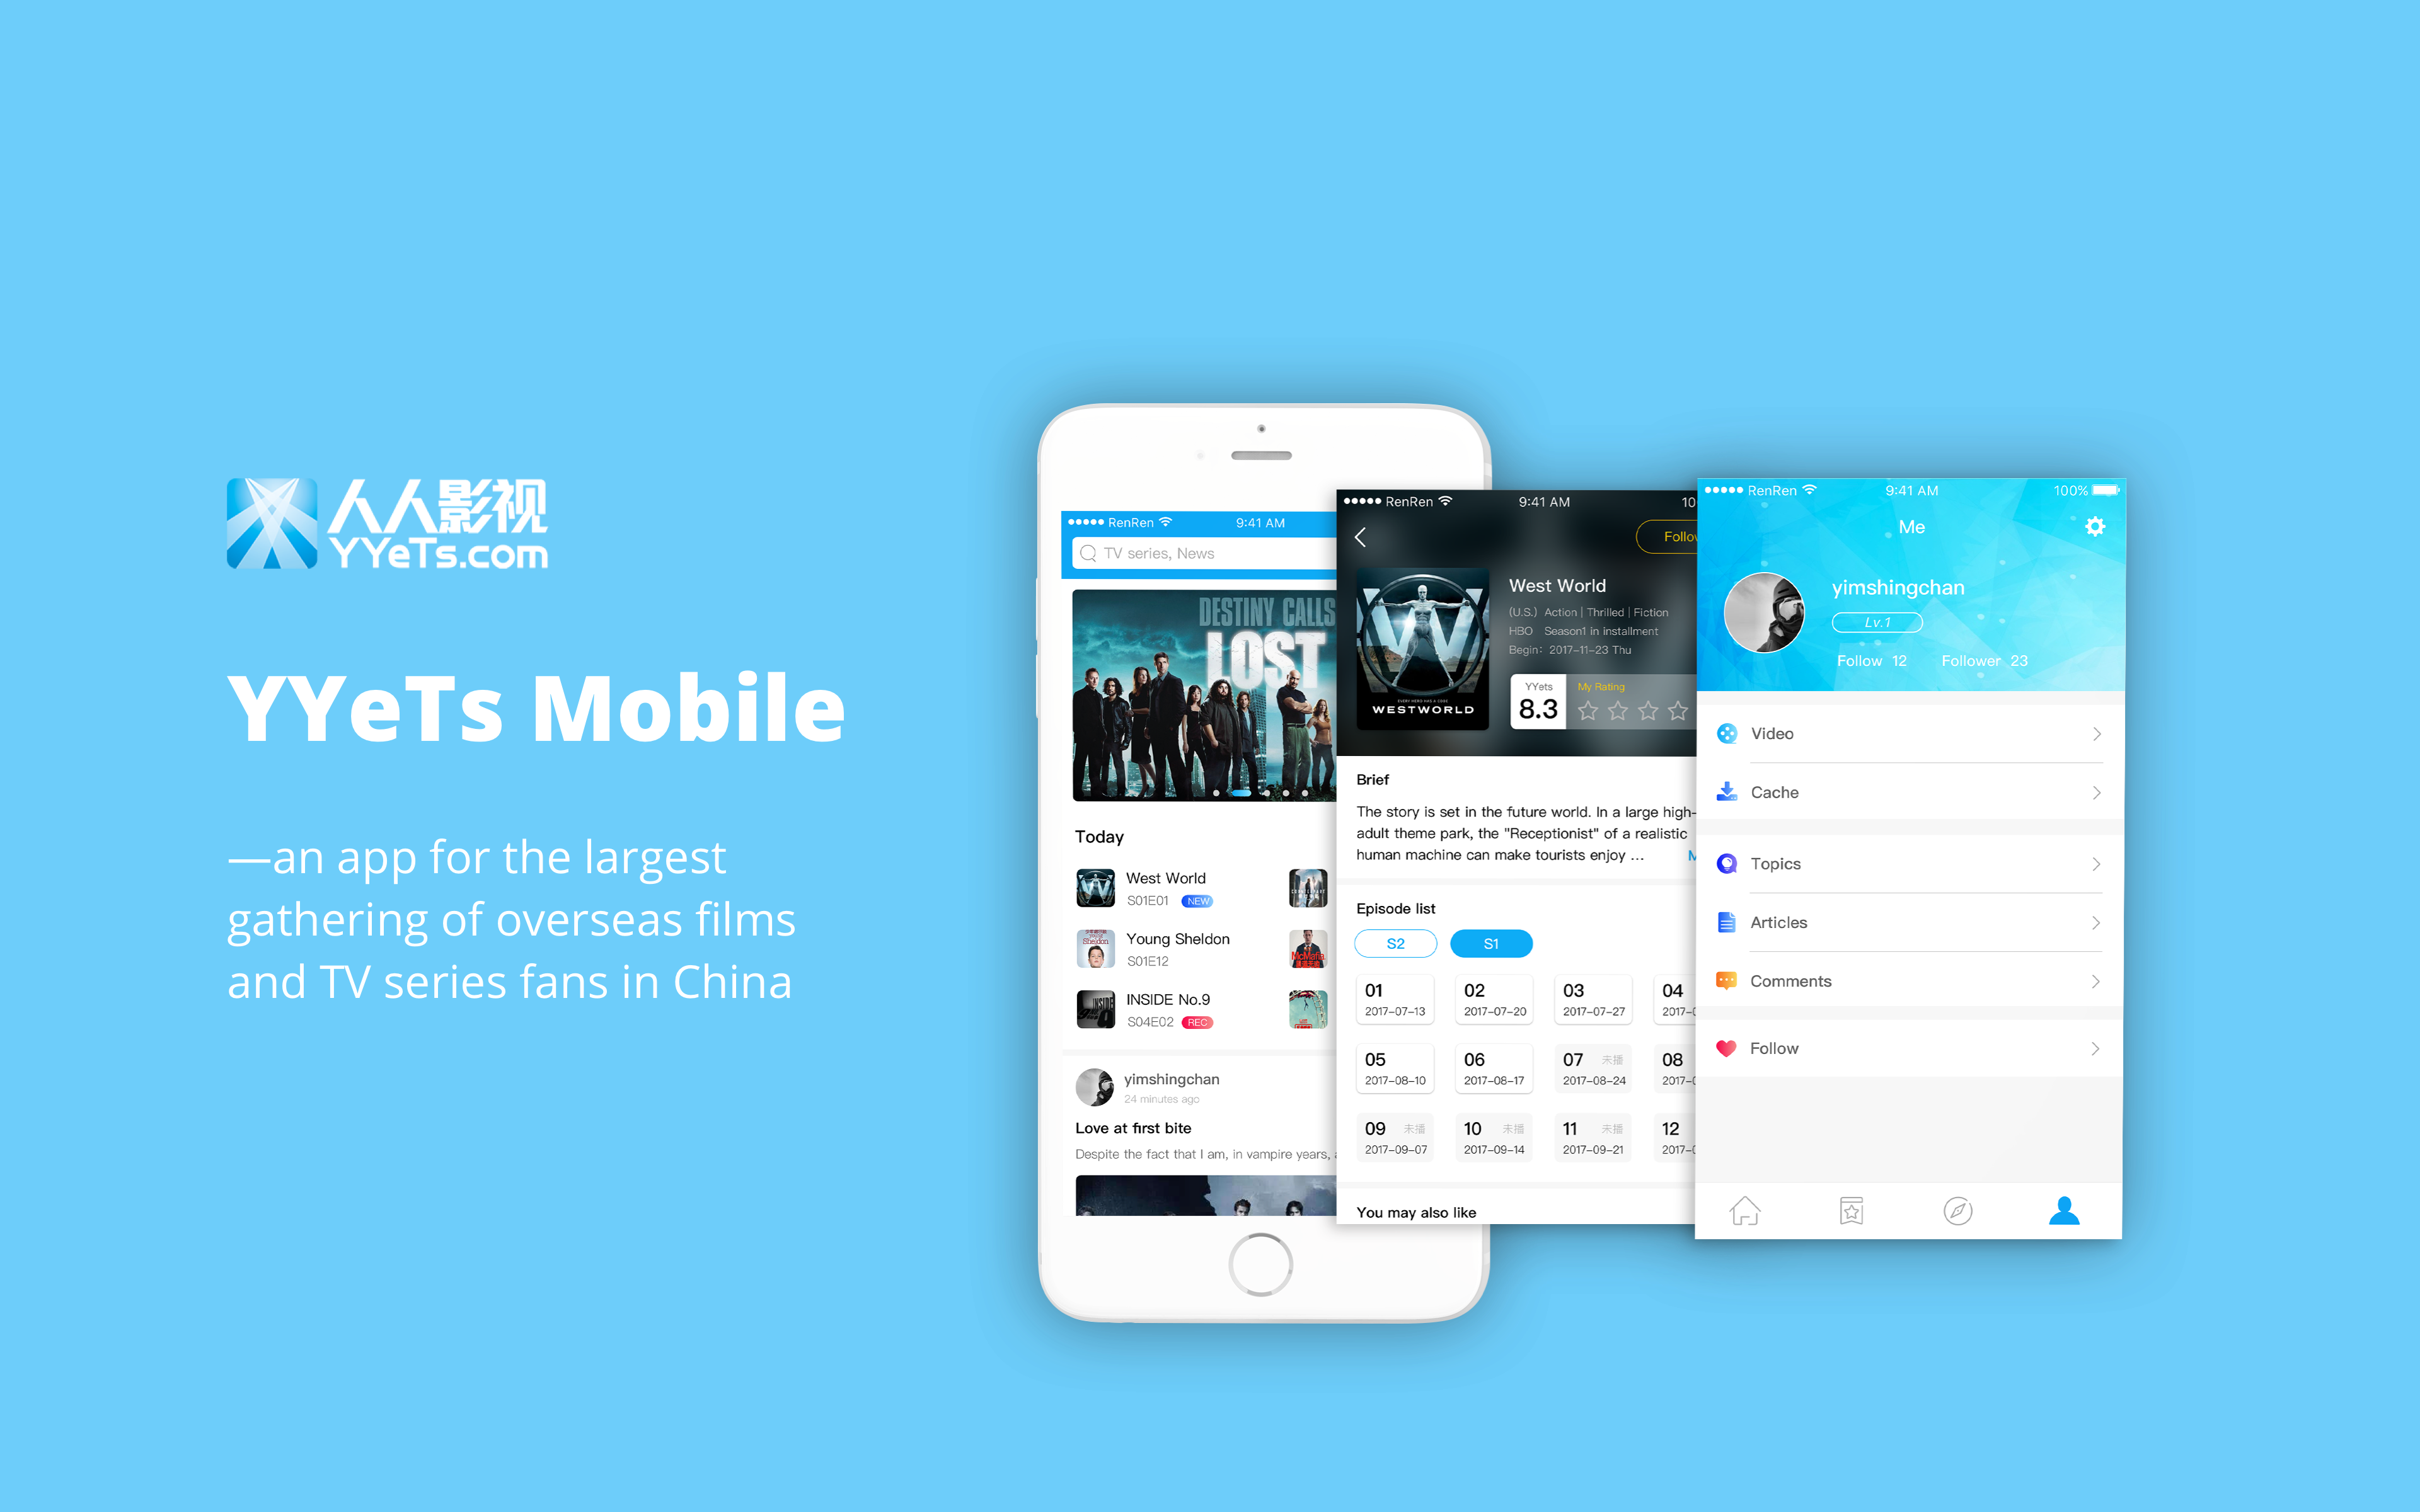 人人影视
YYeTs.com
YYeTs Mobile
—an app for the largest
gathering of overseas films
and TV series fans in China
RenRen
9:41 AM
TV series, News
DESTINY CALLS
LOST
Today
West World
S01E01 NEW
Young Sheldon
S01E12
INSIDE No.9
S04E02 REC
yimshingchan
24 minutes ago
Love at first bite
Despite the fact that I am, in vampire years,
RenRen 9:41 AM 10
Follow
West World
(U.S.) Action | Thrilled | Fiction
HBO Season1 in installment
Begin: 2017-11-23 Thu
WESTWORLD
YYets My Rating
8.3
Brief
The story is set in the future world. In a large high-
adult theme park, the "Receptionist" of a realistic
human machine can make tourists enjoy ...
Episode list
S2 S1
01 02 03 04
2017-07-13 2017-07-20 2017-07-27 2017-0
05 06 07 未播 08
2017-08-10 2017-08-17 2017-08-24 2017-0
09 未播 10 未播 11 未播 12
2017-09-07 2017-09-14 2017-09-21 2017-0
You may also like
RenRen 9:41 AM 100%
Me
yimshingchan
Lv.1
Follow 12 Follower 23
Video
Cache
Topics
Articles
Comments
Follow